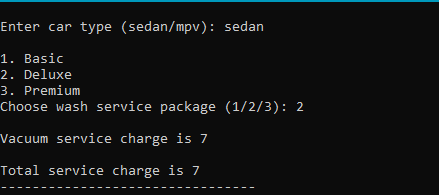 Enter car type (sedan/mpv): sedan
1. Basic
2. Deluxe
3. Premium
Choose wash service package (1/2/3): 2
Vacuum service charge is 7
Total service charge is 7
--------------------------------